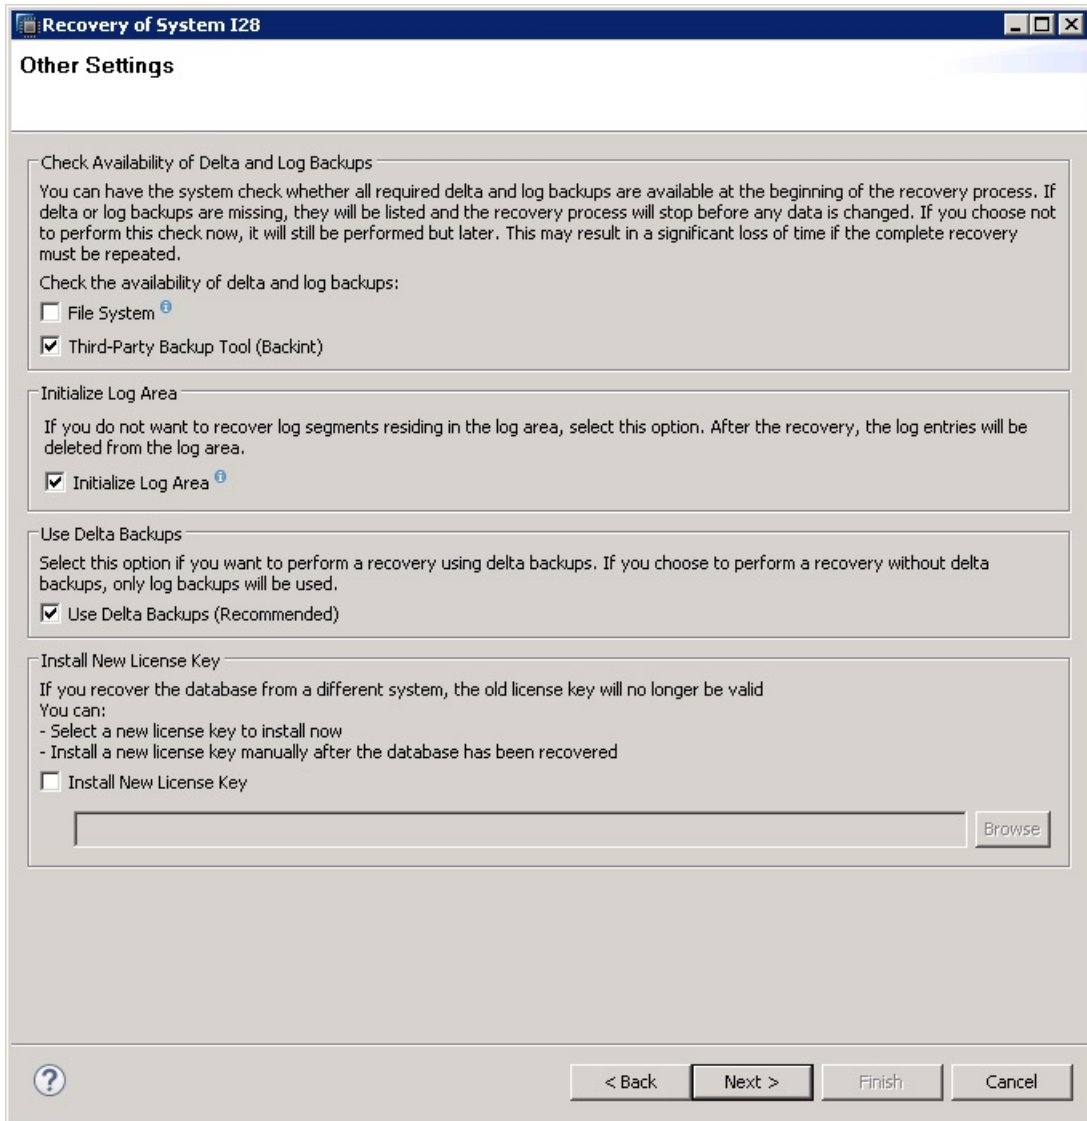 Recovery of System I28
Other Settings
Check Availability of Delta and Log Backups
You can have the system check whether all required delta and log backups are available at the beginning of the recovery process. If
delta or log backups are missing, they will be listed and the recovery process will stop before any data is changed. If you choose not
to perform this check now, it will still be performed but later. This may result in a significant loss of time if the complete recovery
must be repeated.
Check the availability of delta and log backups:
File System
Third-Party Backup Tool (Backint)
Initialize Log Area
If you do not want to recover log segments residing in the log area, select this option. After the recovery, the log entries will be
deleted from the log area.
Initialize Log Area
Use Delta Backups
Select this option if you want to perform a recovery using delta backups. If you choose to perform a recovery without delta
backups, only log backups will be used.
Use Delta Backups (Recommended)
Install New License Key
If you recover the database from a different system, the old license key will no longer be valid
You can:
- Select a new license key to install now
- Install a new license key manually after the database has been recovered
Install New License Key
Browse
? < Back Next > Finish Cancel